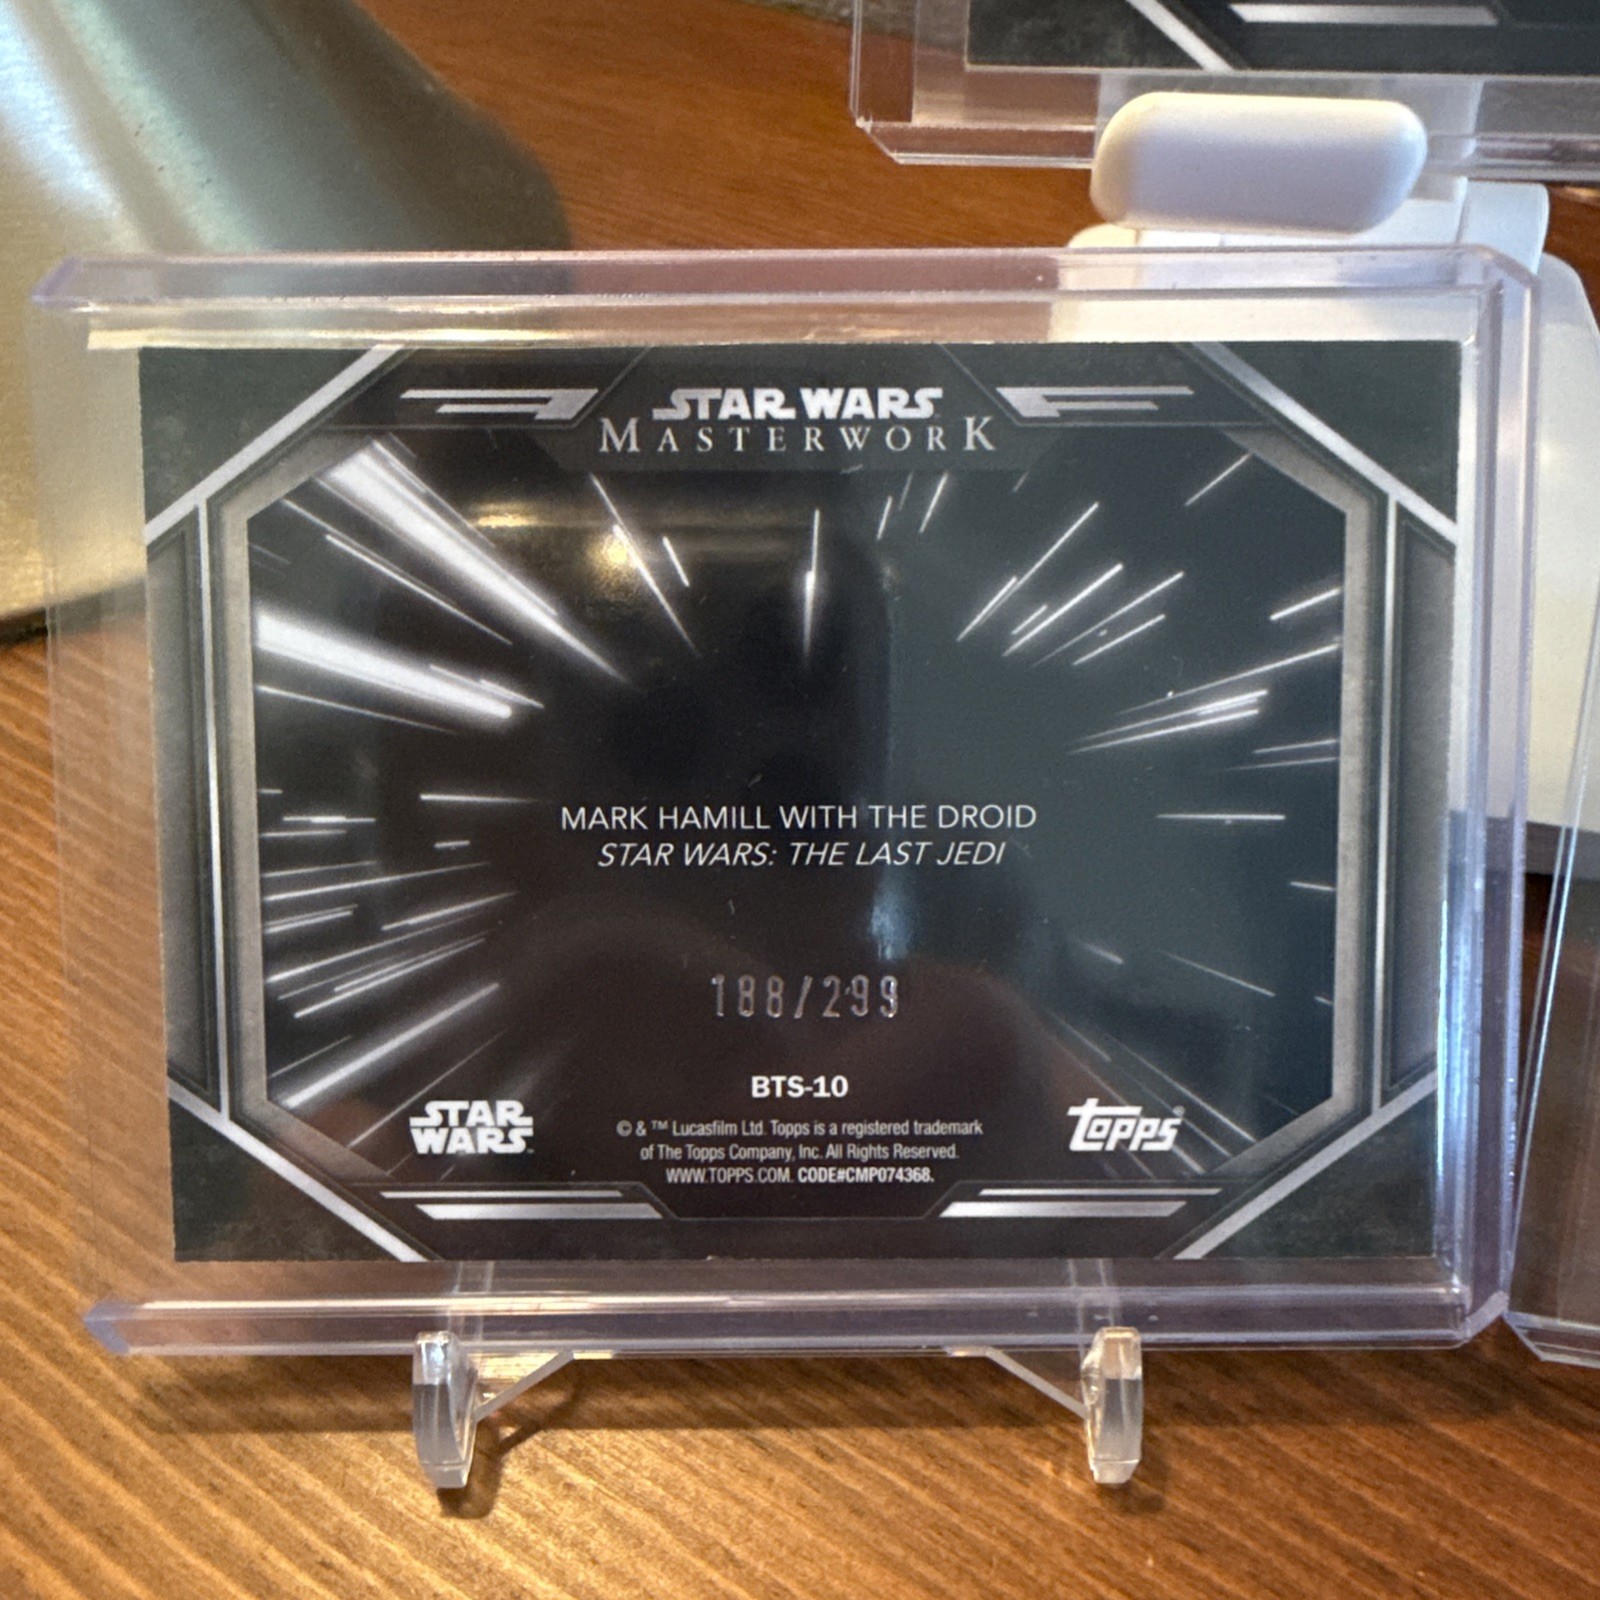 STAR WARS
MASTERWORK
MARK HAMILL WITH THE DROID
STAR WARS: THE LAST JEDI
188/299
BTS-10
STAR
WARS
© & ™ Lucasfilm Ltd. Topps is a registered trademark
of The Topps Company, Inc. All Rights Reserved.
WWW.TOPPS.COM. CODE#CMP074368.
topps®